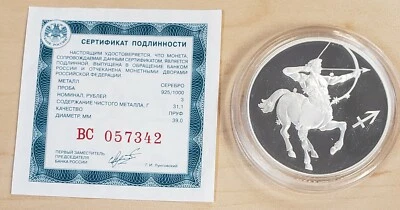 СЕРТИФИКАТ ПОДЛИННОСТИ
НАСТОЯЩИМ УДОСТОВЕРЯЕТСЯ, ЧТО МОНЕТА,
СОПРОВОЖДАЕМАЯ ДАННЫМ СЕРТИФИКАТОМ, ЯВЛЯЕТСЯ
ПОДЛИННОЙ, ВЫПУЩЕНА В ОБРАЩЕНИЕ БАНКОМ
РОССИИ И ОТЧЕКАНЕНА МОНЕТНЫМ ДВОРОМ
РОССИЙСКОЙ ФЕДЕРАЦИИ.
МЕТАЛЛ СЕРЕБРО
ПРОБА 925/1000
НОМИНАЛ, РУБЛЕЙ 3
СОДЕРЖАНИЕ ЧИСТОГО МЕТАЛЛА, Г 31,1
КАЧЕСТВО ПРУФ
ДИАМЕТР, ММ 39,0
ВС 057342
ПЕРВЫЙ ЗАМЕСТИТЕЛЬ
ПРЕДСЕДАТЕЛЯ
БАНКА РОССИИ